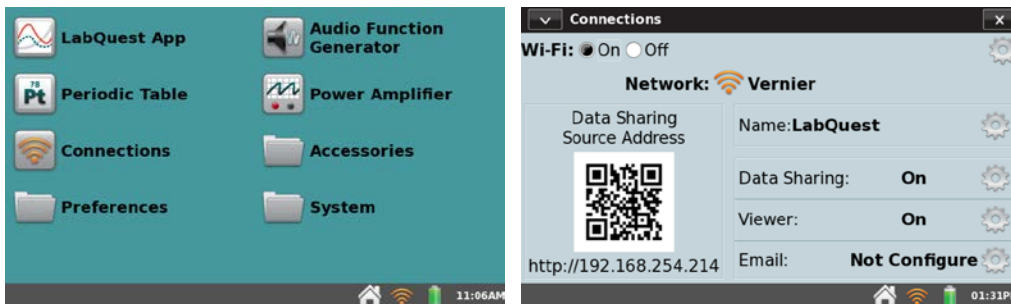 LabQuest App
Audio Function
Generator
78
Pt
Periodic Table
Power Amplifier
Connections
Accessories
Preferences
System
11:06AM
Connections
x
Wi-Fi: On Off
Network: Vernier
Data Sharing
Source Address
http://192.168.254.214
Name:LabQuest
Data Sharing: On
Viewer: On
Email: Not Configure
01:31P